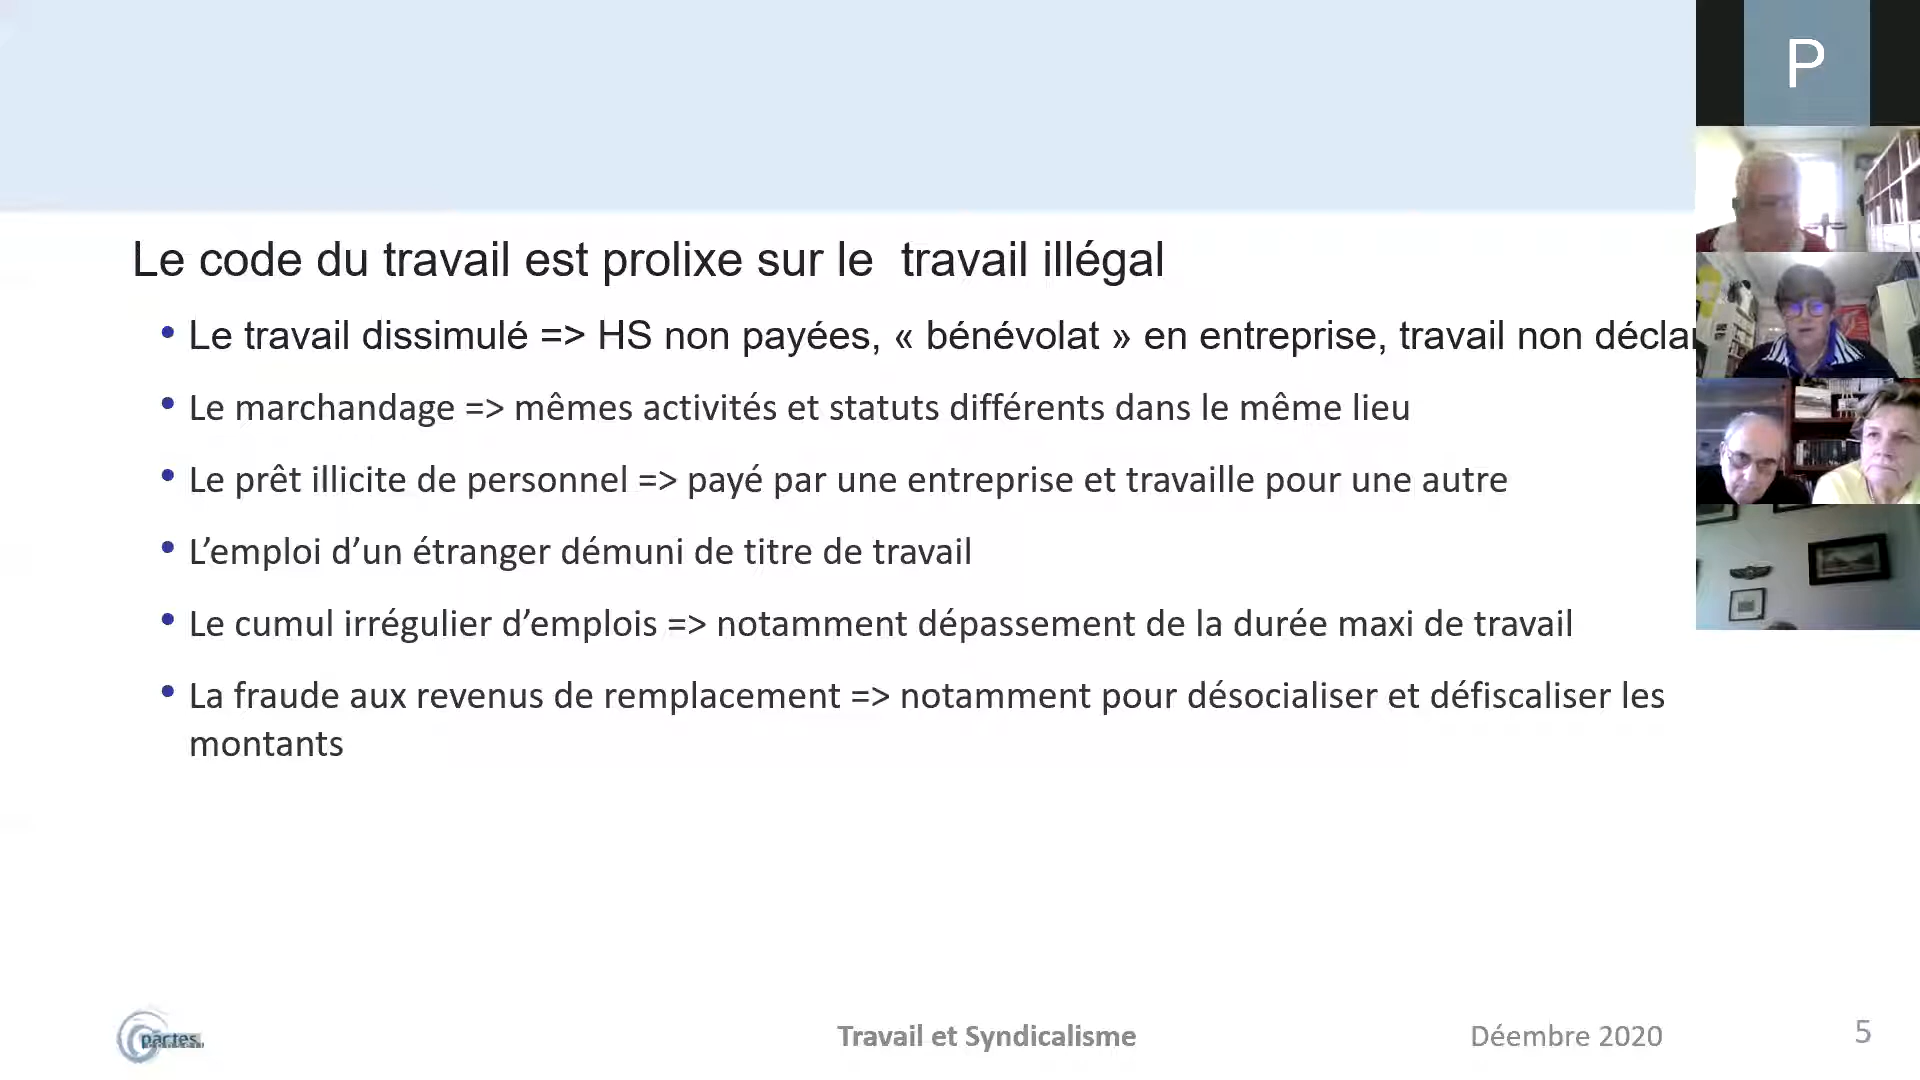 P
Le code du travail est prolixe sur le travail illégal
• Le travail dissimulé => HS non payées, « bénévolat » en entreprise, travail non déclar
• Le marchandage => mêmes activités et statuts différents dans le même lieu
• Le prêt illicite de personnel => payé par une entreprise et travaille pour une autre
• L’emploi d’un étranger démuni de titre de travail
• Le cumul irrégulier d’emplois => notamment dépassement de la durée maxi de travail
• La fraude aux revenus de remplacement => notamment pour désocialiser et défiscaliser les
montants
pactes
conseil
Travail et Syndicalisme
Déembre 2020
5